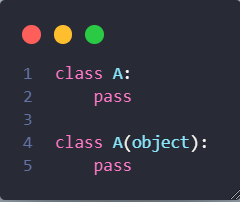 1 class A:
2     pass
3
4 class A(object):
5     pass